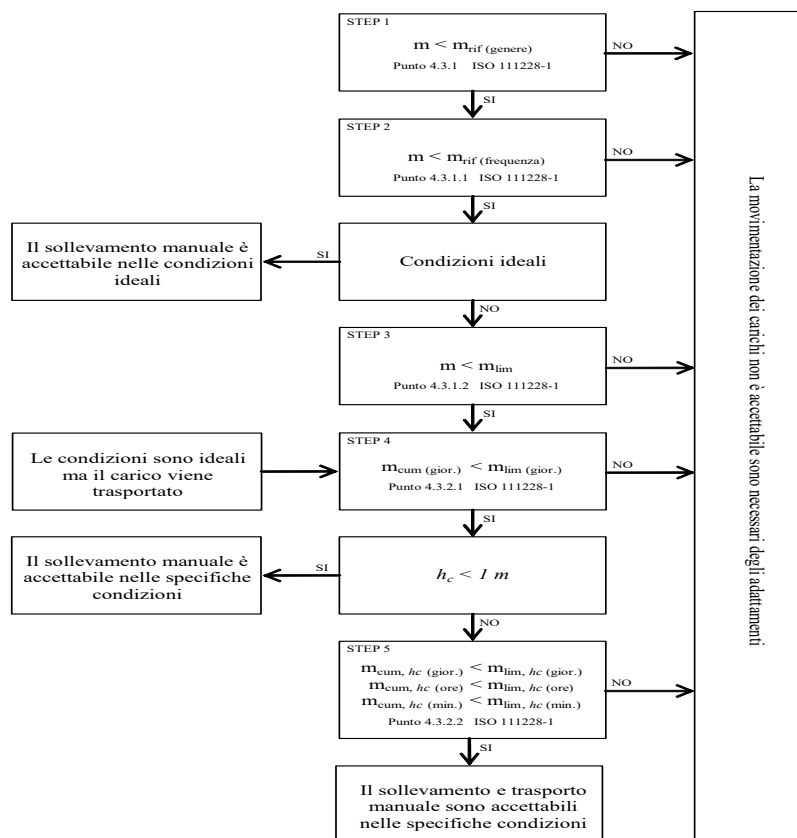 STEP 1
m < mrif (genere)
Punto 4.3.1 ISO 111228-1
NO
SI
STEP 2
m < mrif (frequenza)
Punto 4.3.1.1 ISO 111228-1
NO
SI
Il sollevamento manuale è
accettabile nelle condizioni
ideali
SI
Condizioni ideali
NO
STEP 3
m < mlim
Punto 4.3.1.2 ISO 111228-1
NO
SI
Le condizioni sono ideali
ma il carico viene
trasportato
STEP 4
mcum (gior.) < mlim (gior.)
Punto 4.3.2.1 ISO 111228-1
NO
SI
Il sollevamento manuale è
accettabile nelle specifiche
condizioni
SI
hc < 1 m
NO
STEP 5
mcum, hc (gior.) < mlim, hc (gior.)
mcum, hc (ore) < mlim, hc (ore)
mcum, hc (min.) < mlim, hc (min.)
Punto 4.3.2.2 ISO 111228-1
NO
SI
Il sollevamento e trasporto
manuale sono accettabili
nelle specifiche condizioni
La movimentazione dei carichi non è accettabile sono necessari degli adattamenti